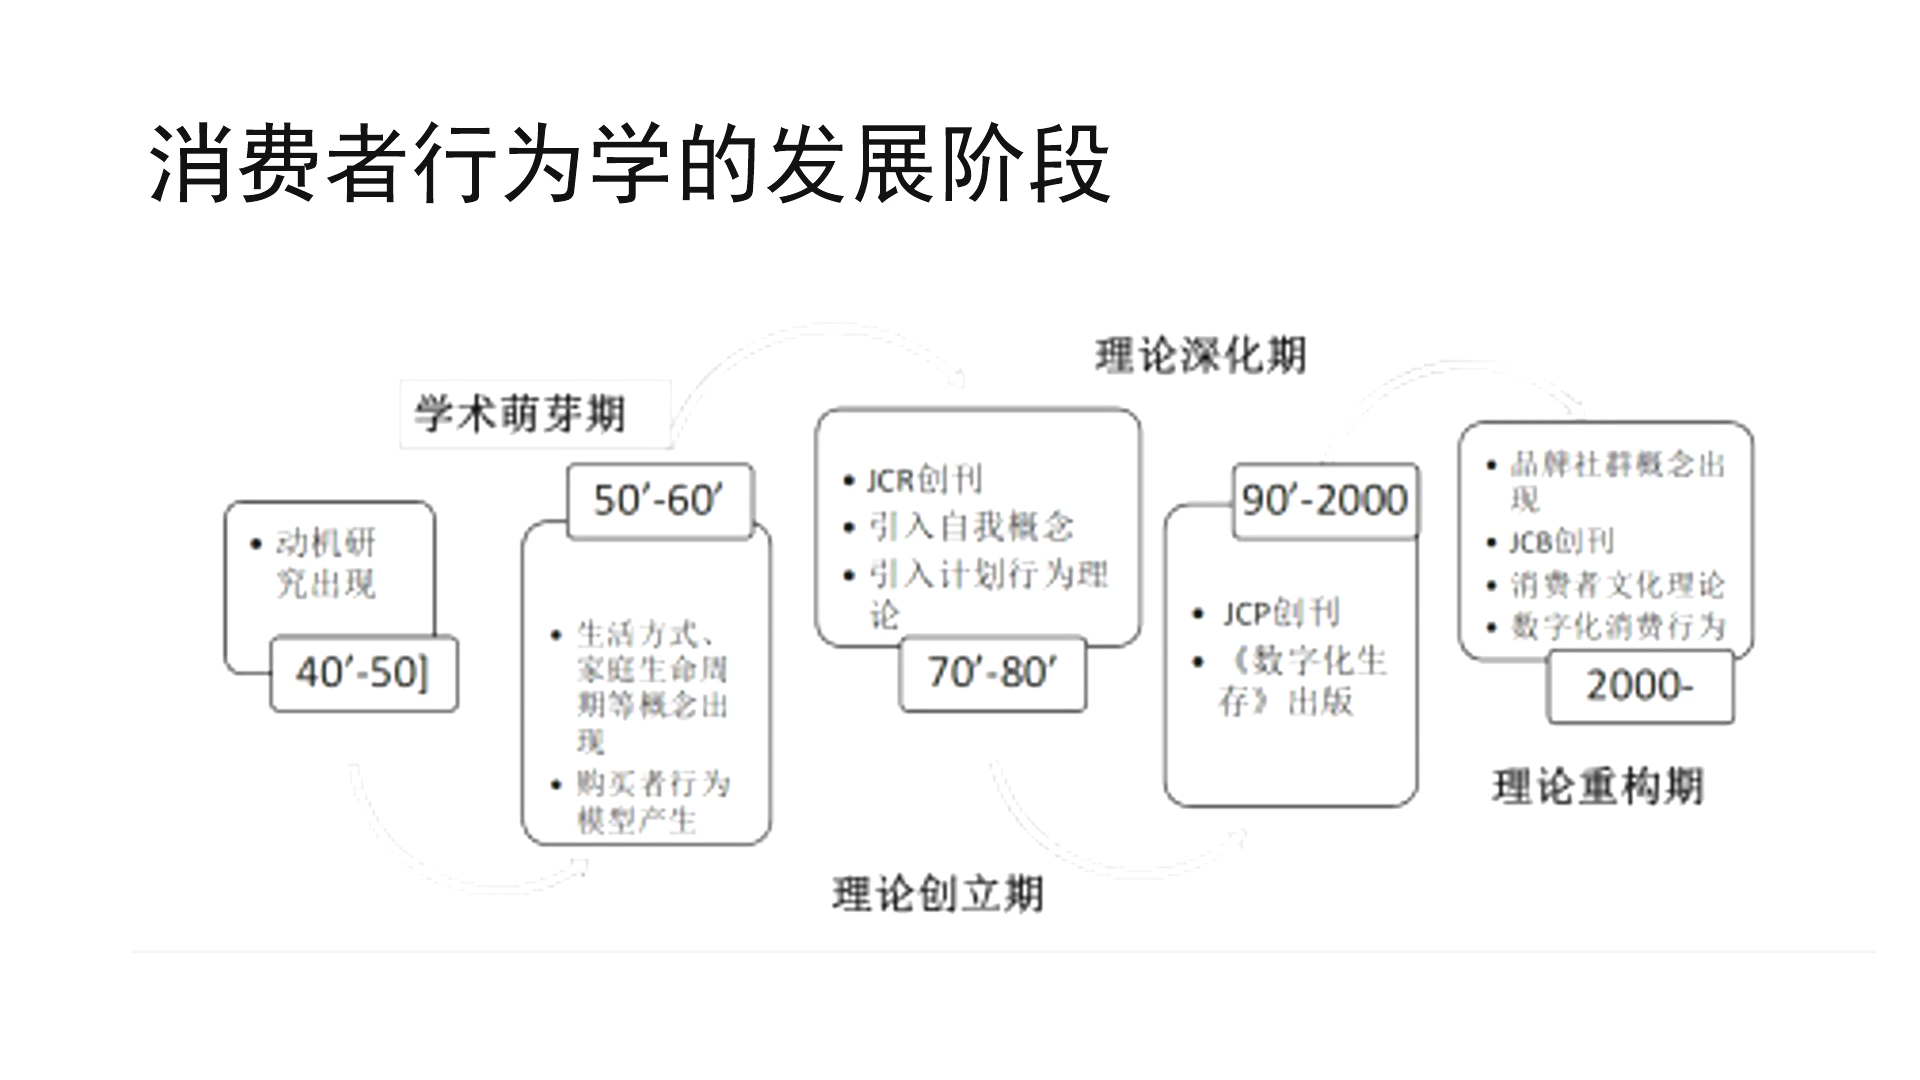 消费者行为学的发展阶段
学术萌芽期
• 动机研
究出现
40′-50]
50′-60′
• 生活方式、
家庭生命周
期等概念出
现
• 购买者行为
模型产生
• JCR创刊
• 引入自我概念
• 引入计划行为理
论
70′-80′
理论创立期
理论深化期
90′-2000
• JCP创刊
• 《数字化生
存》出版
• 品牌社群概念出
现
• JCB创刊
• 消费者文化理论
• 数字化消费行为
2000-
理论重构期